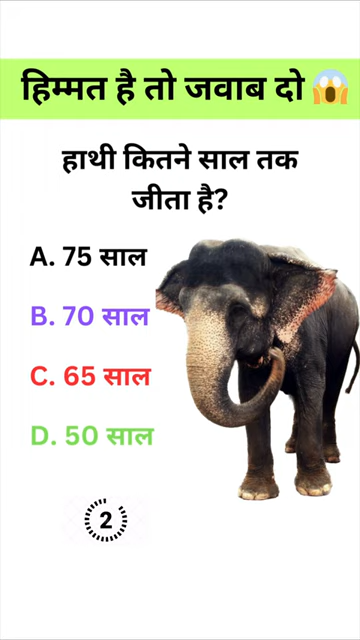 हिम्मत है तो जवाब दो 😱
हाथी कितने साल तक
जीता है?
A. 75 साल
B. 70 साल
C. 65 साल
D. 50 साल
2